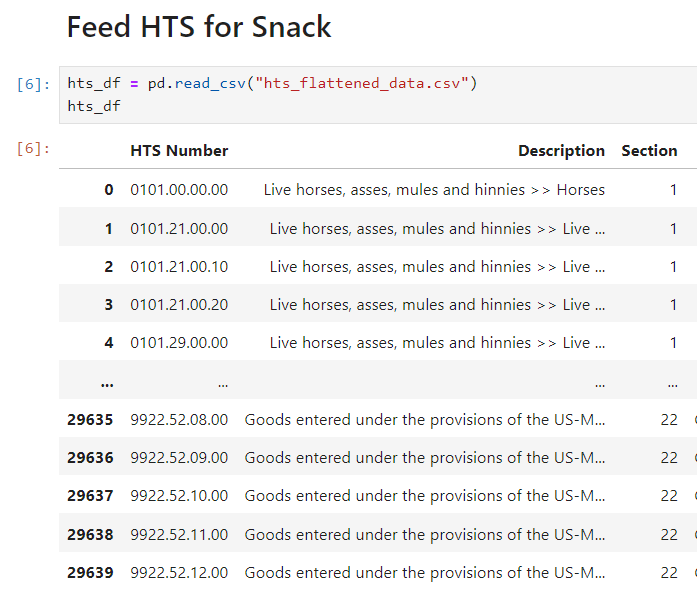 Feed HTS for Snack
[6]: hts_df = pd.read_csv("hts_flattened_data.csv")
hts_df
[6]:
HTS Number Description Section
0 0101.00.00.00 Live horses, asses, mules and hinnies >> Horses 1
1 0101.21.00.00 Live horses, asses, mules and hinnies >> Live ... 1
2 0101.21.00.10 Live horses, asses, mules and hinnies >> Live ... 1
3 0101.21.00.20 Live horses, asses, mules and hinnies >> Live ... 1
4 0101.29.00.00 Live horses, asses, mules and hinnies >> Live ... 1
... ... ... ...
29635 9922.52.08.00 Goods entered under the provisions of the US-M... 22
29636 9922.52.09.00 Goods entered under the provisions of the US-M... 22
29637 9922.52.10.00 Goods entered under the provisions of the US-M... 22
29638 9922.52.11.00 Goods entered under the provisions of the US-M... 22
29639 9922.52.12.00 Goods entered under the provisions of the US-M... 22